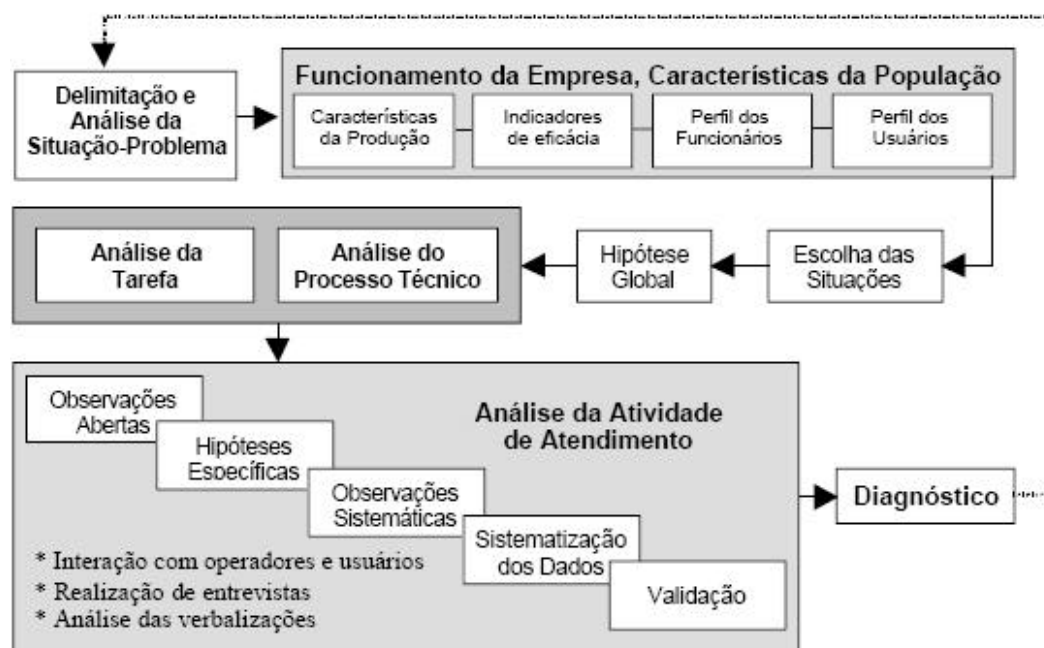 Delimitação e
Análise da
Situação-Problema
Funcionamento da Empresa, Características da População
Características
da Produção
Indicadores
de eficácia
Perfil dos
Funcionários
Perfil dos
Usuários
Análise da
Tarefa
Análise do
Processo Técnico
Hipótese
Global
Escolha das
Situações
Observações
Abertas
Hipóteses
Específicas
Observações
Sistemáticas
Sistematização
dos Dados
Validação
Análise da Atividade
de Atendimento
* Interação com operadores e usuários
* Realização de entrevistas
* Análise das verbalizações
Diagnóstico